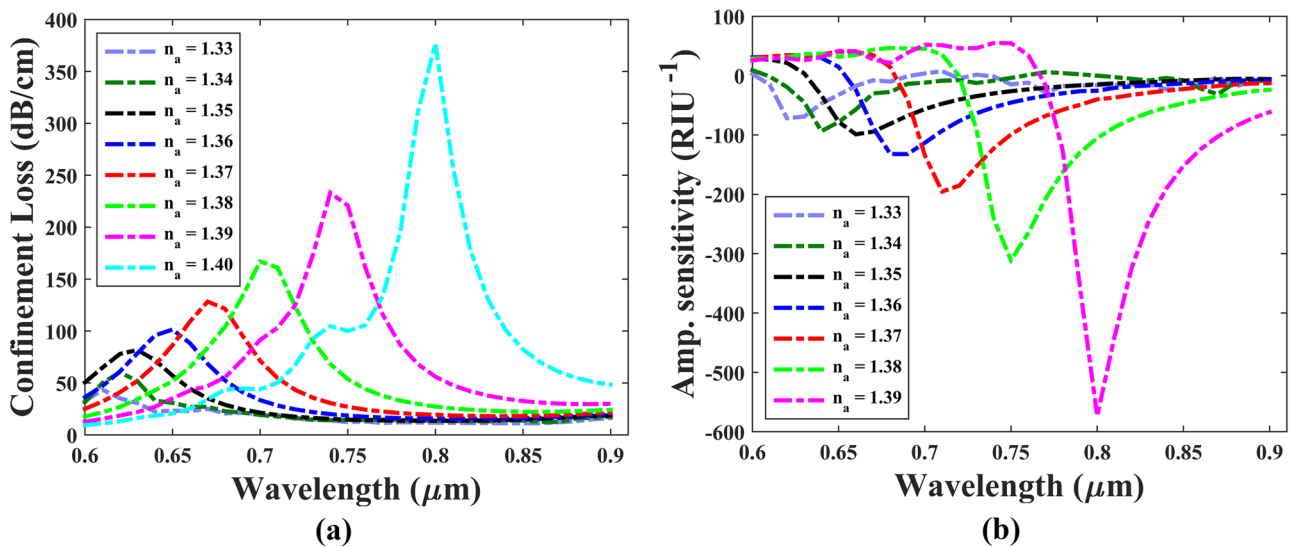 400
350
300
250
200
150
100
50
0
Confinement Loss (dB/cm)
n_a = 1.33
n_a = 1.34
n_a = 1.35
n_a = 1.36
n_a = 1.37
n_a = 1.38
n_a = 1.39
n_a = 1.40
0.6 0.65 0.7 0.75 0.8 0.85 0.9
Wavelength (μm)
(a)
100
0
-100
-200
-300
-400
-500
-600
Amp. sensitivity (RIU⁻¹)
n_a = 1.33
n_a = 1.34
n_a = 1.35
n_a = 1.36
n_a = 1.37
n_a = 1.38
n_a = 1.39
0.6 0.65 0.7 0.75 0.8 0.85 0.9
Wavelength (μm)
(b)